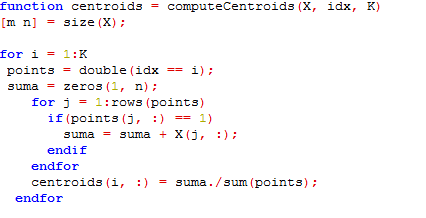 function centroids = computeCentroids(X, idx, K)
[m n] = size(X);
for i = 1:K
points = double(idx == i);
suma = zeros(1, n);
for j = 1:rows(points)
if(points(j, :) == 1)
suma = suma + X(j, :);
endif
endfor
centroids(i, :) = suma./sum(points);
endfor